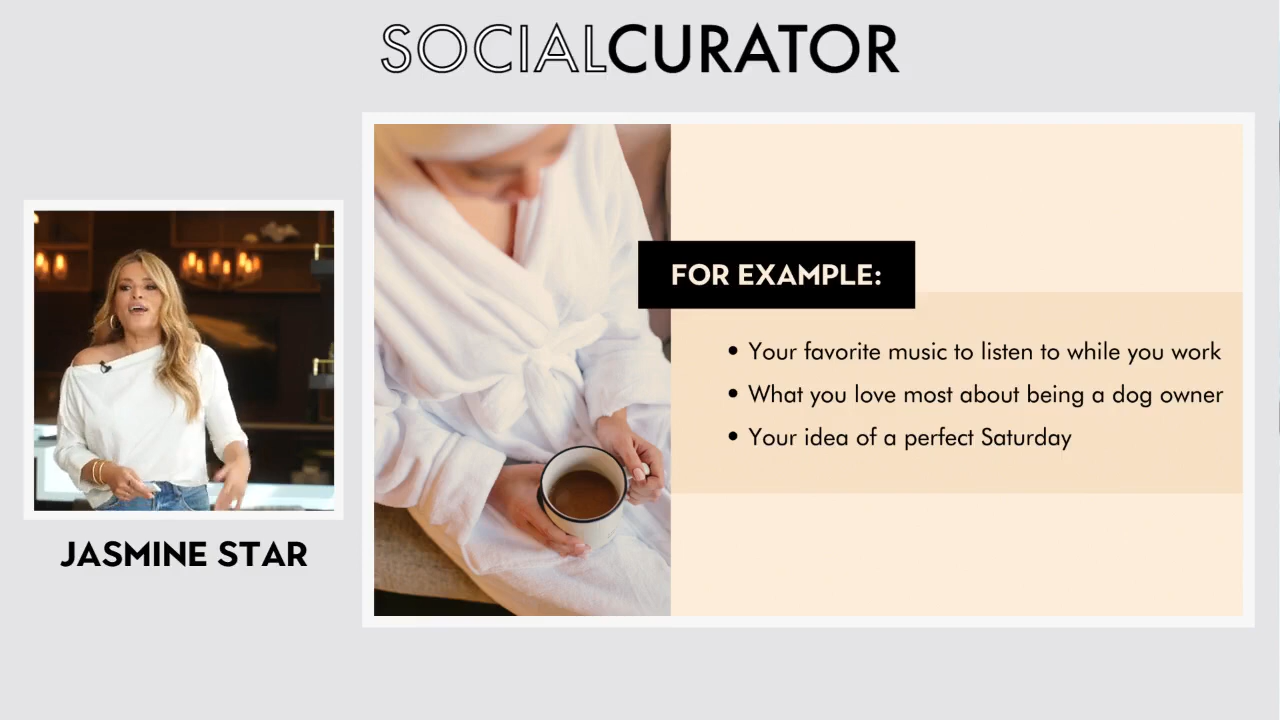 SOCIALCURATOR
FOR EXAMPLE:
• Your favorite music to listen to while you work
• What you love most about being a dog owner
• Your idea of a perfect Saturday
JASMINE STAR